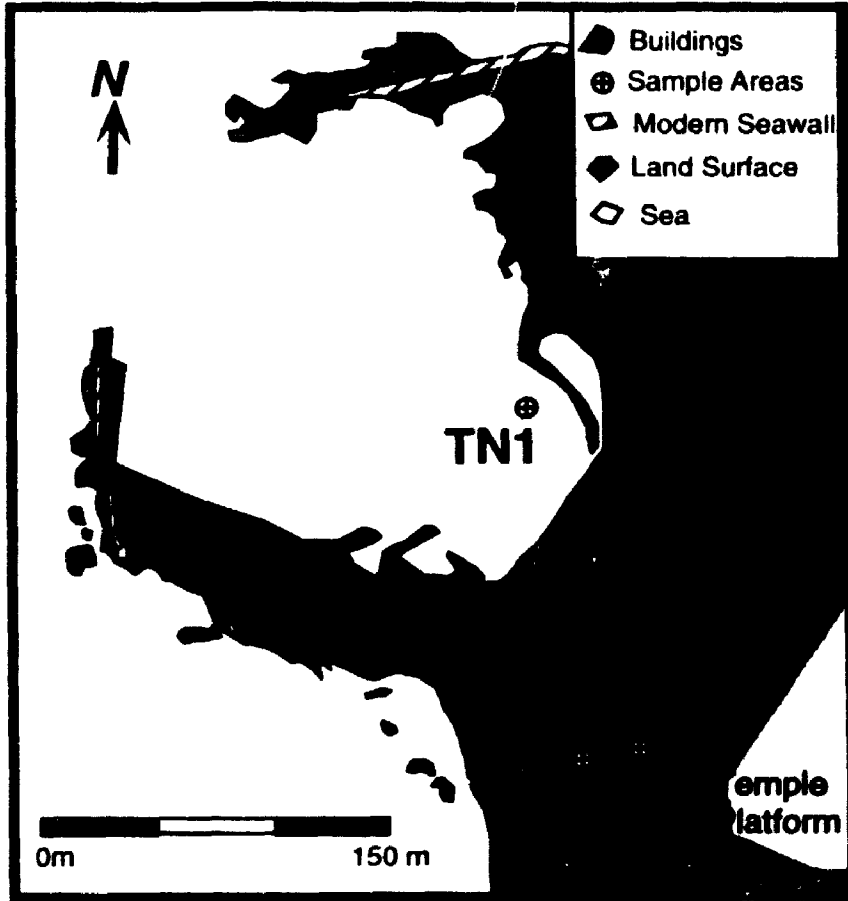 N
Buildings
Sample Areas
Modern Seawall
Land Surface
Sea
TN1
emple
latform
0m 150 m